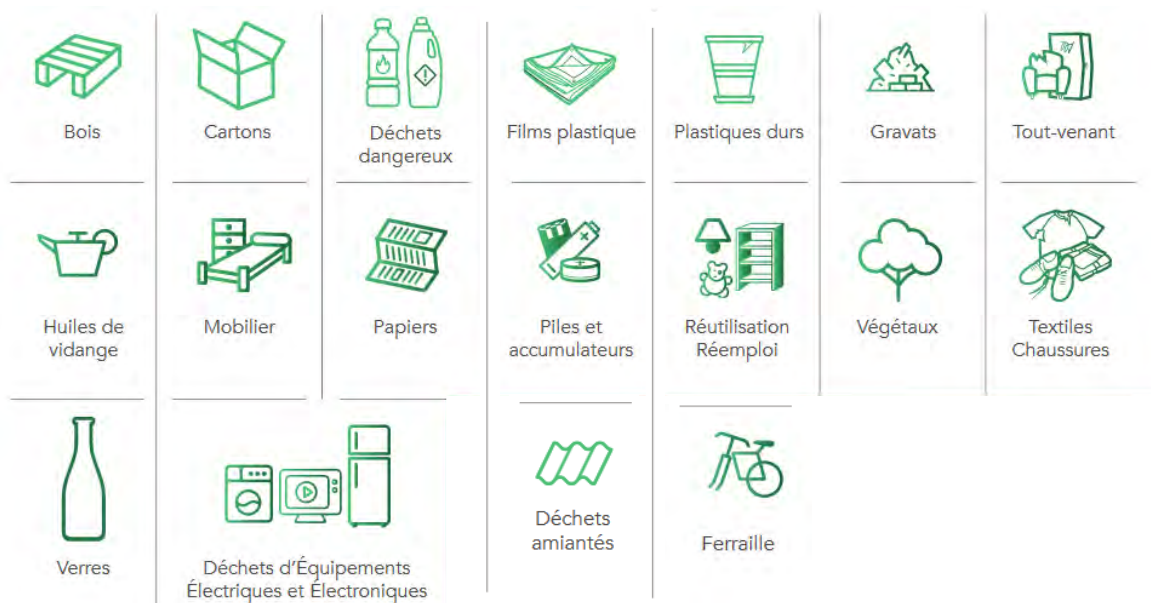 Bois
Cartons
Déchets
dangereux
Films plastique
Plastiques durs
Gravats
Tout-venant
Huiles de
vidange
Mobilier
Papiers
Piles et
accumulateurs
Réutilisation
Réemploi
Végétaux
Textiles
Chaussures
Verres
Déchets d'Équipements
Électriques et Électroniques
Déchets
amiantés
Ferraille